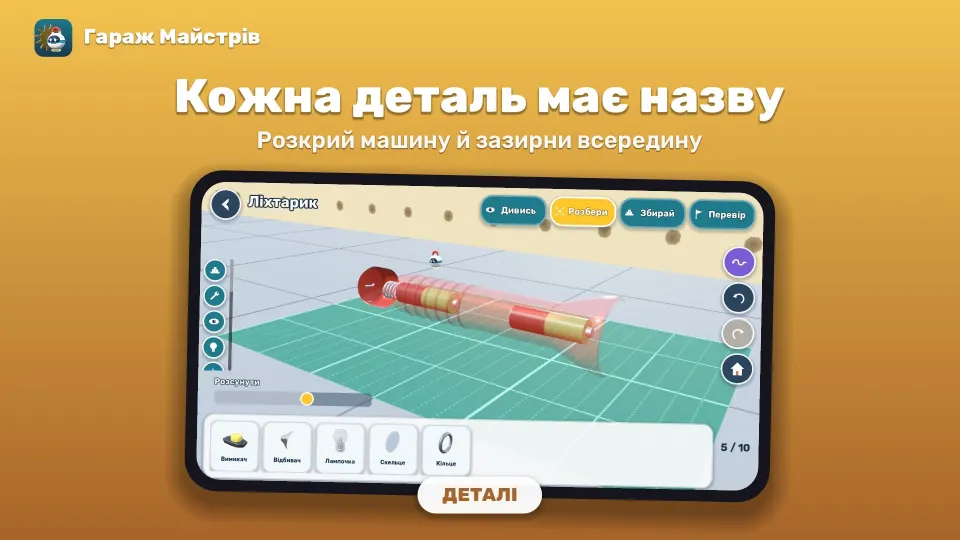 Гараж Майстрів
Кожна деталь має назву
Розкрий машину й зазирни всередину
Ліхтарик
Дивись
Розбери
Збирай
Перевір
Розсунути
Вимикач
Відбивач
Лампочка
Скельце
Кільце
5 / 10
ДЕТАЛІ